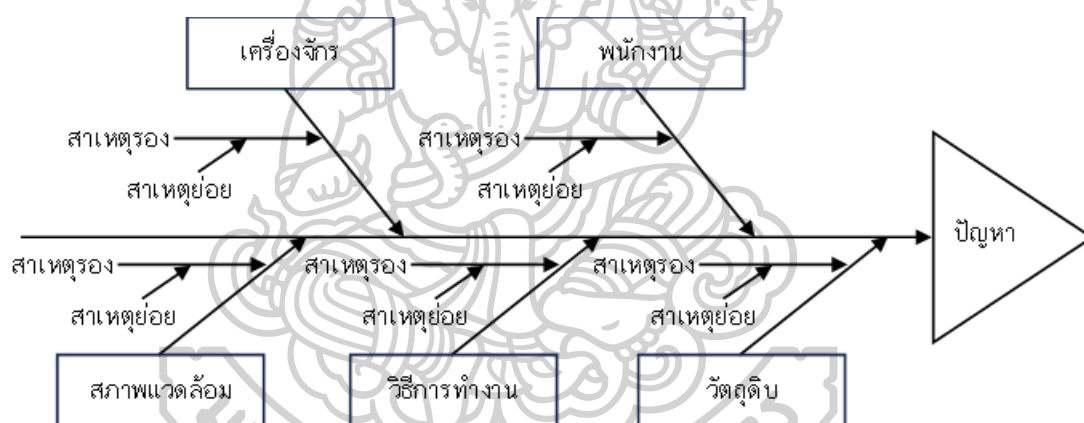 เครื่องจักร
พนักงาน
สาเหตุรอง
สาเหตุรอง
สาเหตุย่อย
สาเหตุย่อย
ปัญหา
สาเหตุรอง
สาเหตุรอง
สาเหตุรอง
สาเหตุย่อย
สาเหตุย่อย
สาเหตุย่อย
สภาพแวดล้อม
วิธีการทำงาน
วัตถุดิบ